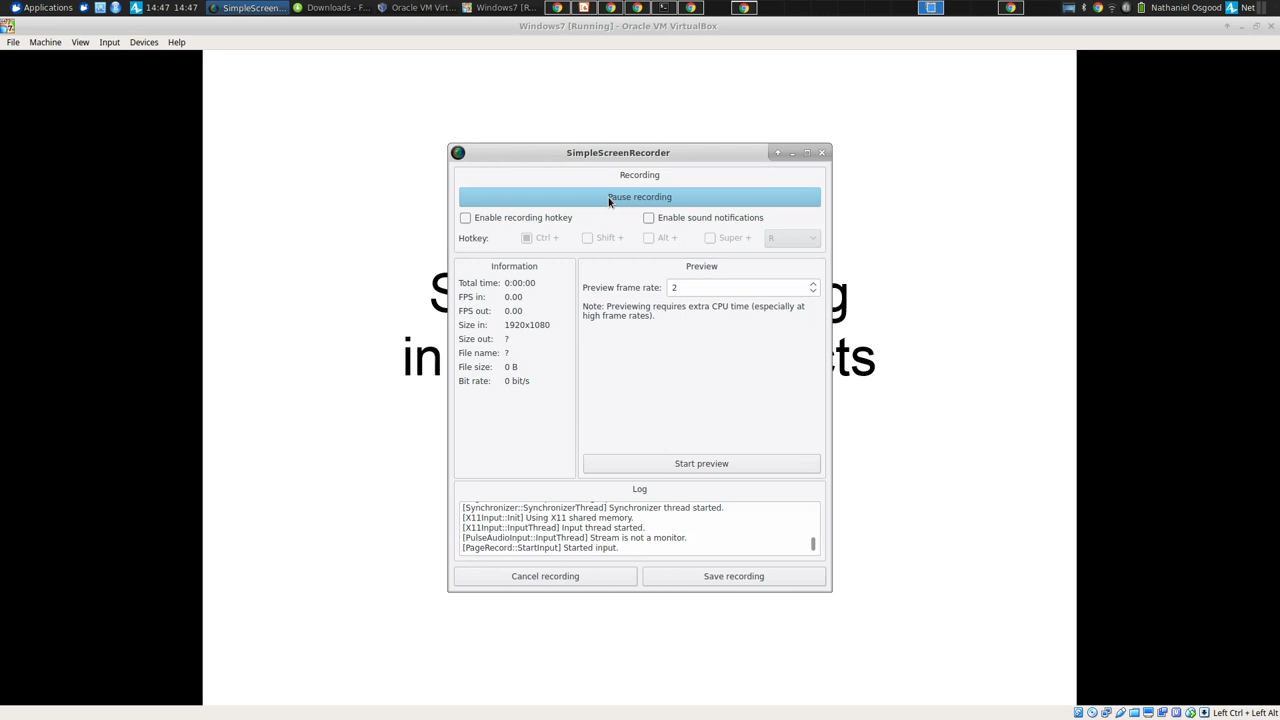 Applications
14:47 14:47
SimpleScreen...
Downloads - F...
Oracle VM Virt...
Windows7 [R...
Nathaniel Osgood
Net
Windows7 [Running] - Oracle VM VirtualBox
File Machine View Input Devices Help
SimpleScreenRecorder
Recording
Pause recording
Enable recording hotkey
Enable sound notifications
Hotkey: Ctrl + Shift + Alt + Super + R
Information
Total time: 0:00:00
FPS in: 0.00
FPS out: 0.00
Size in: 1920x1080
Size out: ?
File name: ?
File size: 0 B
Bit rate: 0 bit/s
Preview
Preview frame rate: 2
Note: Previewing requires extra CPU time (especially at
high frame rates).
Start preview
Log
[Synchronizer::SynchronizerThread] Synchronizer thread started.
[X11Input::Init] Using X11 shared memory.
[X11Input::InputThread] Input thread started.
[PulseAudioInput::InputThread] Stream is not a monitor.
[PageRecord::StartInput] Started input.
Cancel recording
Save recording
in
Left Ctrl + Left Alt